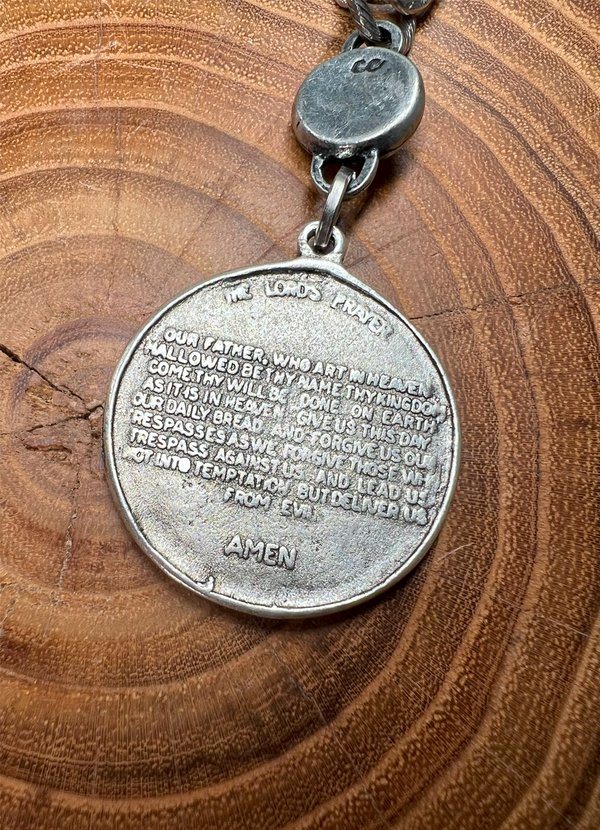 CO
THE LORDS PRAYER
OUR FATHER, WHO ART IN HEAVEN
HALLOWED BE THY NAME THY KINGDOM
COME.THY WILL BE DONE ON EARTH
AS IT IS IN HEAVEN GIVE US THIS DAY
OUR DAILY BREAD AND FORGIVE US OUR
RESPASSES AS WE FORGIVE THOSE WH
TRESPASS AGAINST US AND LEAD US
OT INTO TEMPTATION BUT DELIVER US
FROM EVIL
AMEN